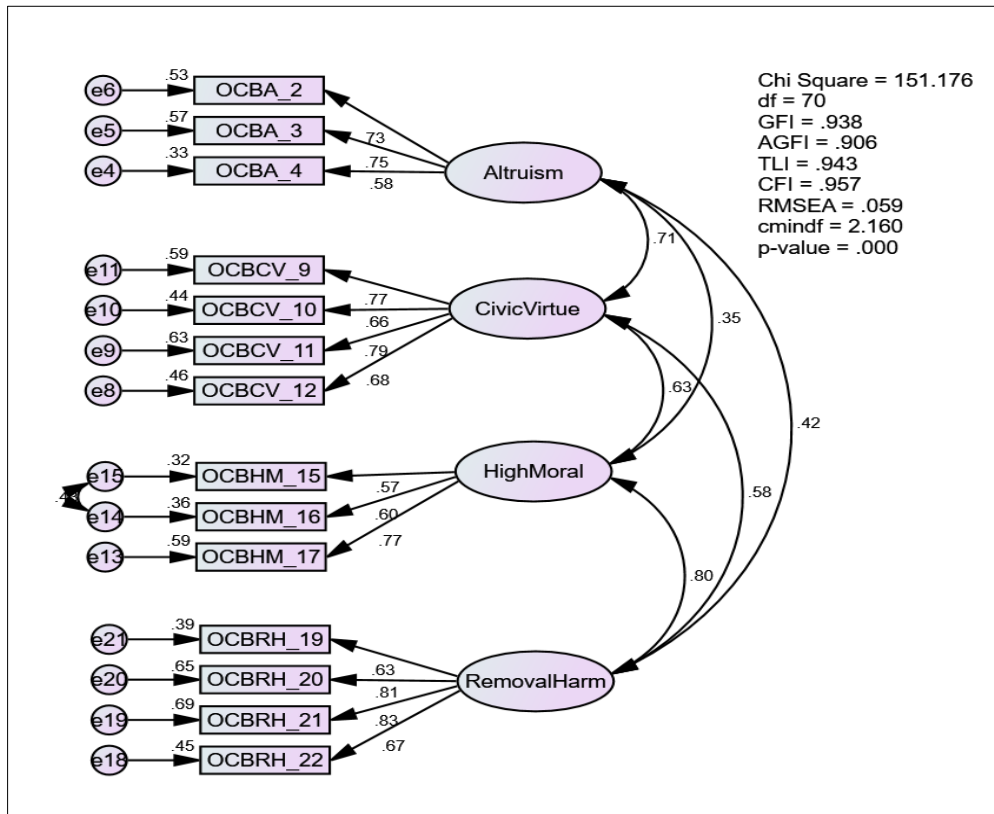 Chi Square = 151.176
df = 70
GFI = .938
AGFI = .906
TLI = .943
CFI = .957
RMSEA = .059
cmindf = 2.160
p-value = .000
e6 .53 OCBA_2
e5 .57 OCBA_3 .73
e4 .33 OCBA_4 .75
.58
Altruism
.71
e11 .59 OCBCV_9
e10 .44 OCBCV_10 .77
e9 .63 OCBCV_11 .66
.79
e8 .46 OCBCV_12 .68
CivicVirtue
.35
.63
.42
e15 .32 OCBHM_15
e14 .36 OCBHM_16 .57
.60
e13 .59 OCBHM_17 .77
HighMoral
.58
.80
e21 .39 OCBRH_19
e20 .65 OCBRH_20 .63
.81
e19 .69 OCBRH_21 .83
e18 .45 OCBRH_22 .67
RemovalHarm